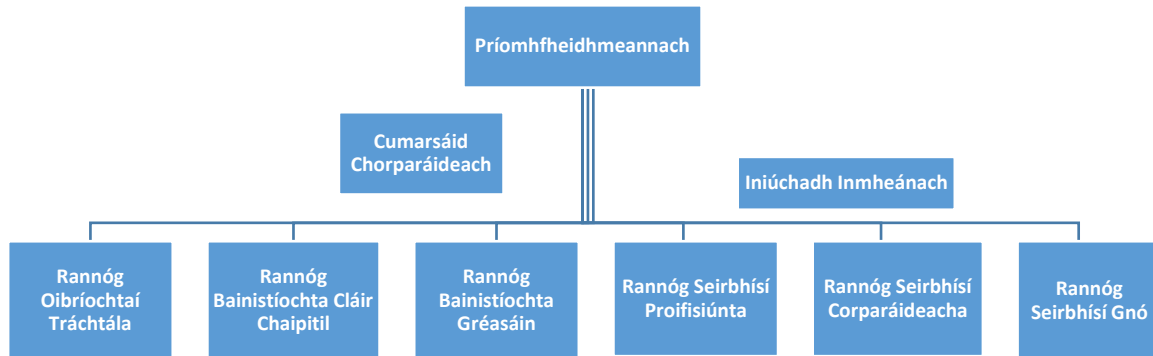 Príomhfheidhmeannach
Cumarsáid
Chorparáideach
Iniúchadh Inmheánach
Rannóg
Oibríochtaí
Tráchtála
Rannóg
Bainistíochta Cláir
Chaipitil
Rannóg
Bainistíochta
Gréasáin
Rannóg Seirbhísí
Proifisiúnta
Rannóg Seirbhísí
Corparáideacha
Rannóg
Seirbhísí Gnó